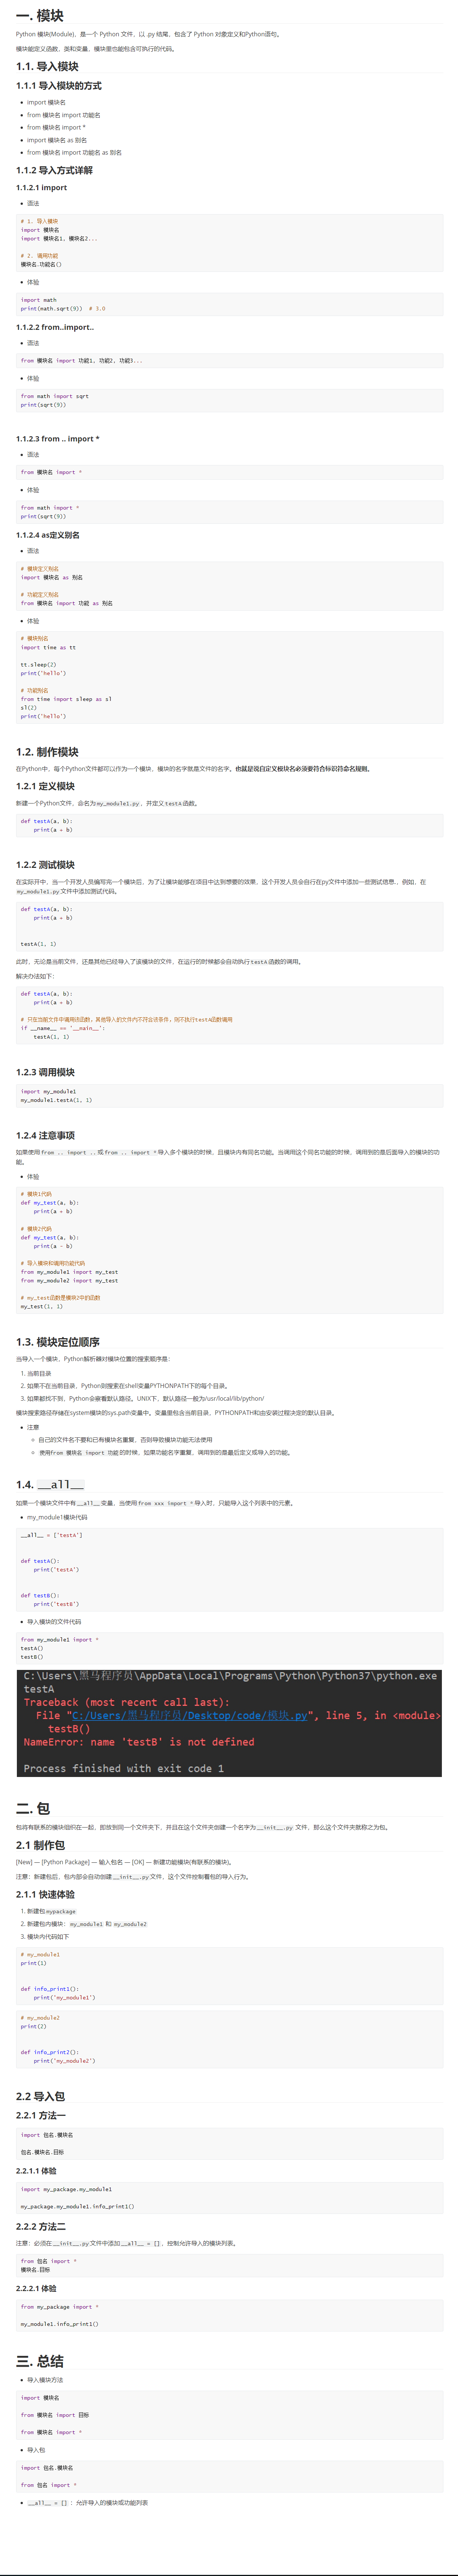 一. 模块
Python 模块(Module)，是一个 Python 文件，以 .py 结尾，包含了 Python 对象定义和Python语句。
模块能定义函数，类和变量，模块里也能包含可执行的代码。
1.1. 导入模块
1.1.1 导入模块的方式
import 模块名
from 模块名 import 功能名
from 模块名 import *
import 模块名 as 别名
from 模块名 import 功能名 as 别名
1.1.2 导入方式详解
1.1.2.1 import
语法
# 1. 导入模块
import 模块名
import 模块名1, 模块名2...
# 2. 调用功能
模块名.功能名()
体验
import math
print(math.sqrt(9))  # 3.0
1.1.2.2 from..import..
语法
from 模块名 import 功能1, 功能2, 功能3...
体验
from math import sqrt
print(sqrt(9))
1.1.2.3 from .. import *
语法
from 模块名 import *
体验
from math import *
print(sqrt(9))
1.1.2.4 as定义别名
语法
# 模块定义别名
import 模块名 as 别名
# 功能定义别名
from 模块名 import 功能 as 别名
体验
# 模块别名
import time as tt
tt.sleep(2)
print('hello')
# 功能别名
from time import sleep as sl
sl(2)
print('hello')
1.2. 制作模块
在Python中，每个Python文件都可以作为一个模块，模块的名字就是文件的名字。也就是说自定义模块名必须要符合标识符命名规则。
1.2.1 定义模块
新建一个Python文件，命名为my_module1.py，并定义testA函数。
def testA(a, b):
    print(a + b)
1.2.2 测试模块
在实际开中，当一个开发人员编写完一个模块后，为了让模块能够在项目中达到想要的效果，这个开发人员会自行在py文件中添加一些测试信息.，例如，在
my_module1.py文件中添加测试代码。
def testA(a, b):
    print(a + b)
testA(1, 1)
此时，无论是当前文件，还是其他已经导入了该模块的文件，在运行的时候都会自动执行testA函数的调用。
解决办法如下：
def testA(a, b):
    print(a + b)
# 只在当前文件中调用该函数，其他导入的文件内不符合该条件，则不执行testA函数调用
if __name__ == '__main__':
    testA(1, 1)
1.2.3 调用模块
import my_module1
my_module1.testA(1, 1)
1.2.4 注意事项
如果使用from .. import ..或from .. import *导入多个模块的时候，且模块内有同名功能。当调用这个同名功能的时候，调用到的是后面导入的模块的功
能。
体验
# 模块1代码
def my_test(a, b):
    print(a + b)
# 模块2代码
def my_test(a, b):
    print(a - b)
# 导入模块和调用功能代码
from my_module1 import my_test
from my_module2 import my_test
# my_test函数是模块2中的函数
my_test(1, 1)
1.3. 模块定位顺序
当导入一个模块，Python解析器对模块位置的搜索顺序是：
1. 当前目录
2. 如果不在当前目录，Python则搜索在shell变量PYTHONPATH下的每个目录。
3. 如果都找不到，Python会察看默认路径。UNIX下，默认路径一般为/usr/local/lib/python/
模块搜索路径存储在system模块的sys.path变量中。变量里包含当前目录，PYTHONPATH和由安装过程决定的默认目录。
注意
自己的文件名不要和已有模块名重复，否则导致模块功能无法使用
使用from 模块名 import 功能的时候，如果功能名字重复，调用到的是最后定义或导入的功能。
1.4. __all__
如果一个模块文件中有__all__变量，当使用from xxx import *导入时，只能导入这个列表中的元素。
my_module1模块代码
__all__ = ['testA']
def testA():
    print('testA')
def testB():
    print('testB')
导入模块的文件代码
from my_module1 import *
testA()
testB()
C:\Users\黑马程序员\AppData\Local\Programs\Python\Python37\python.exe
testA
Traceback (most recent call last):
  File "C:/Users/黑马程序员/Desktop/code/模块.py", line 5, in <module>
    testB()
NameError: name 'testB' is not defined
Process finished with exit code 1
二. 包
包将有联系的模块组织在一起，即放到同一个文件夹下，并且在这个文件夹创建一个名字为__init__.py 文件，那么这个文件夹就称之为包。
2.1 制作包
[New] — [Python Package] — 输入包名 — [OK] — 新建功能模块(有联系的模块)。
注意：新建包后，包内部会自动创建__init__.py文件，这个文件控制着包的导入行为。
2.1.1 快速体验
1. 新建包mypackage
2. 新建包内模块：my_module1 和 my_module2
3. 模块内代码如下
# my_module1
print(1)
def info_print1():
    print('my_module1')
# my_module2
print(2)
def info_print2():
    print('my_module2')
2.2 导入包
2.2.1 方法一
import 包名.模块名
包名.模块名.目标
2.2.1.1 体验
import my_package.my_module1
my_package.my_module1.info_print1()
2.2.2 方法二
注意：必须在__init__.py文件中添加__all__ = []，控制允许导入的模块列表。
from 包名 import *
模块名.目标
2.2.2.1 体验
from my_package import *
my_module1.info_print1()
三. 总结
导入模块方法
import 模块名
from 模块名 import 目标
from 模块名 import *
导入包
import 包名.模块名
from 包名 import *
__all__ = [] ：允许导入的模块或功能列表